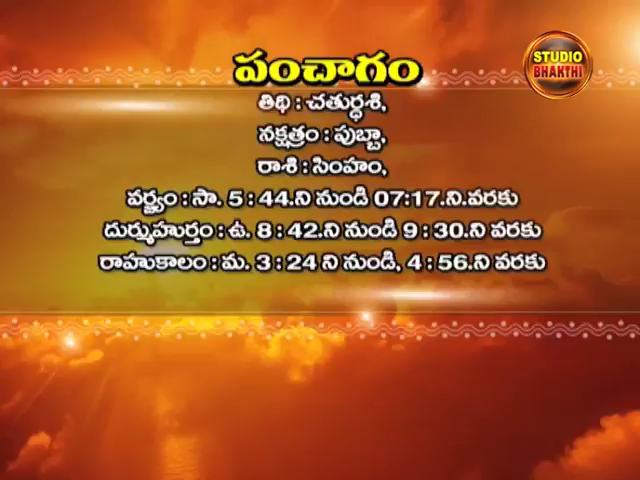 STUDIO
BHAKTHI
పంచాగం
తిథి : చతుర్ధశి,
నక్షత్రం : పుబ్బా,
రాశి : సింహం,
వర్జ్యం : సా. 5 : 44.ని నుండి 07:17.ని.వరకు
దుర్ముహుర్తం : ఉ. 8 : 42.ని నుండి 9 : 30.ని వరకు
రాహుకాలం : మ. 3 : 24 ని నుండి, 4 : 56.ని వరకు